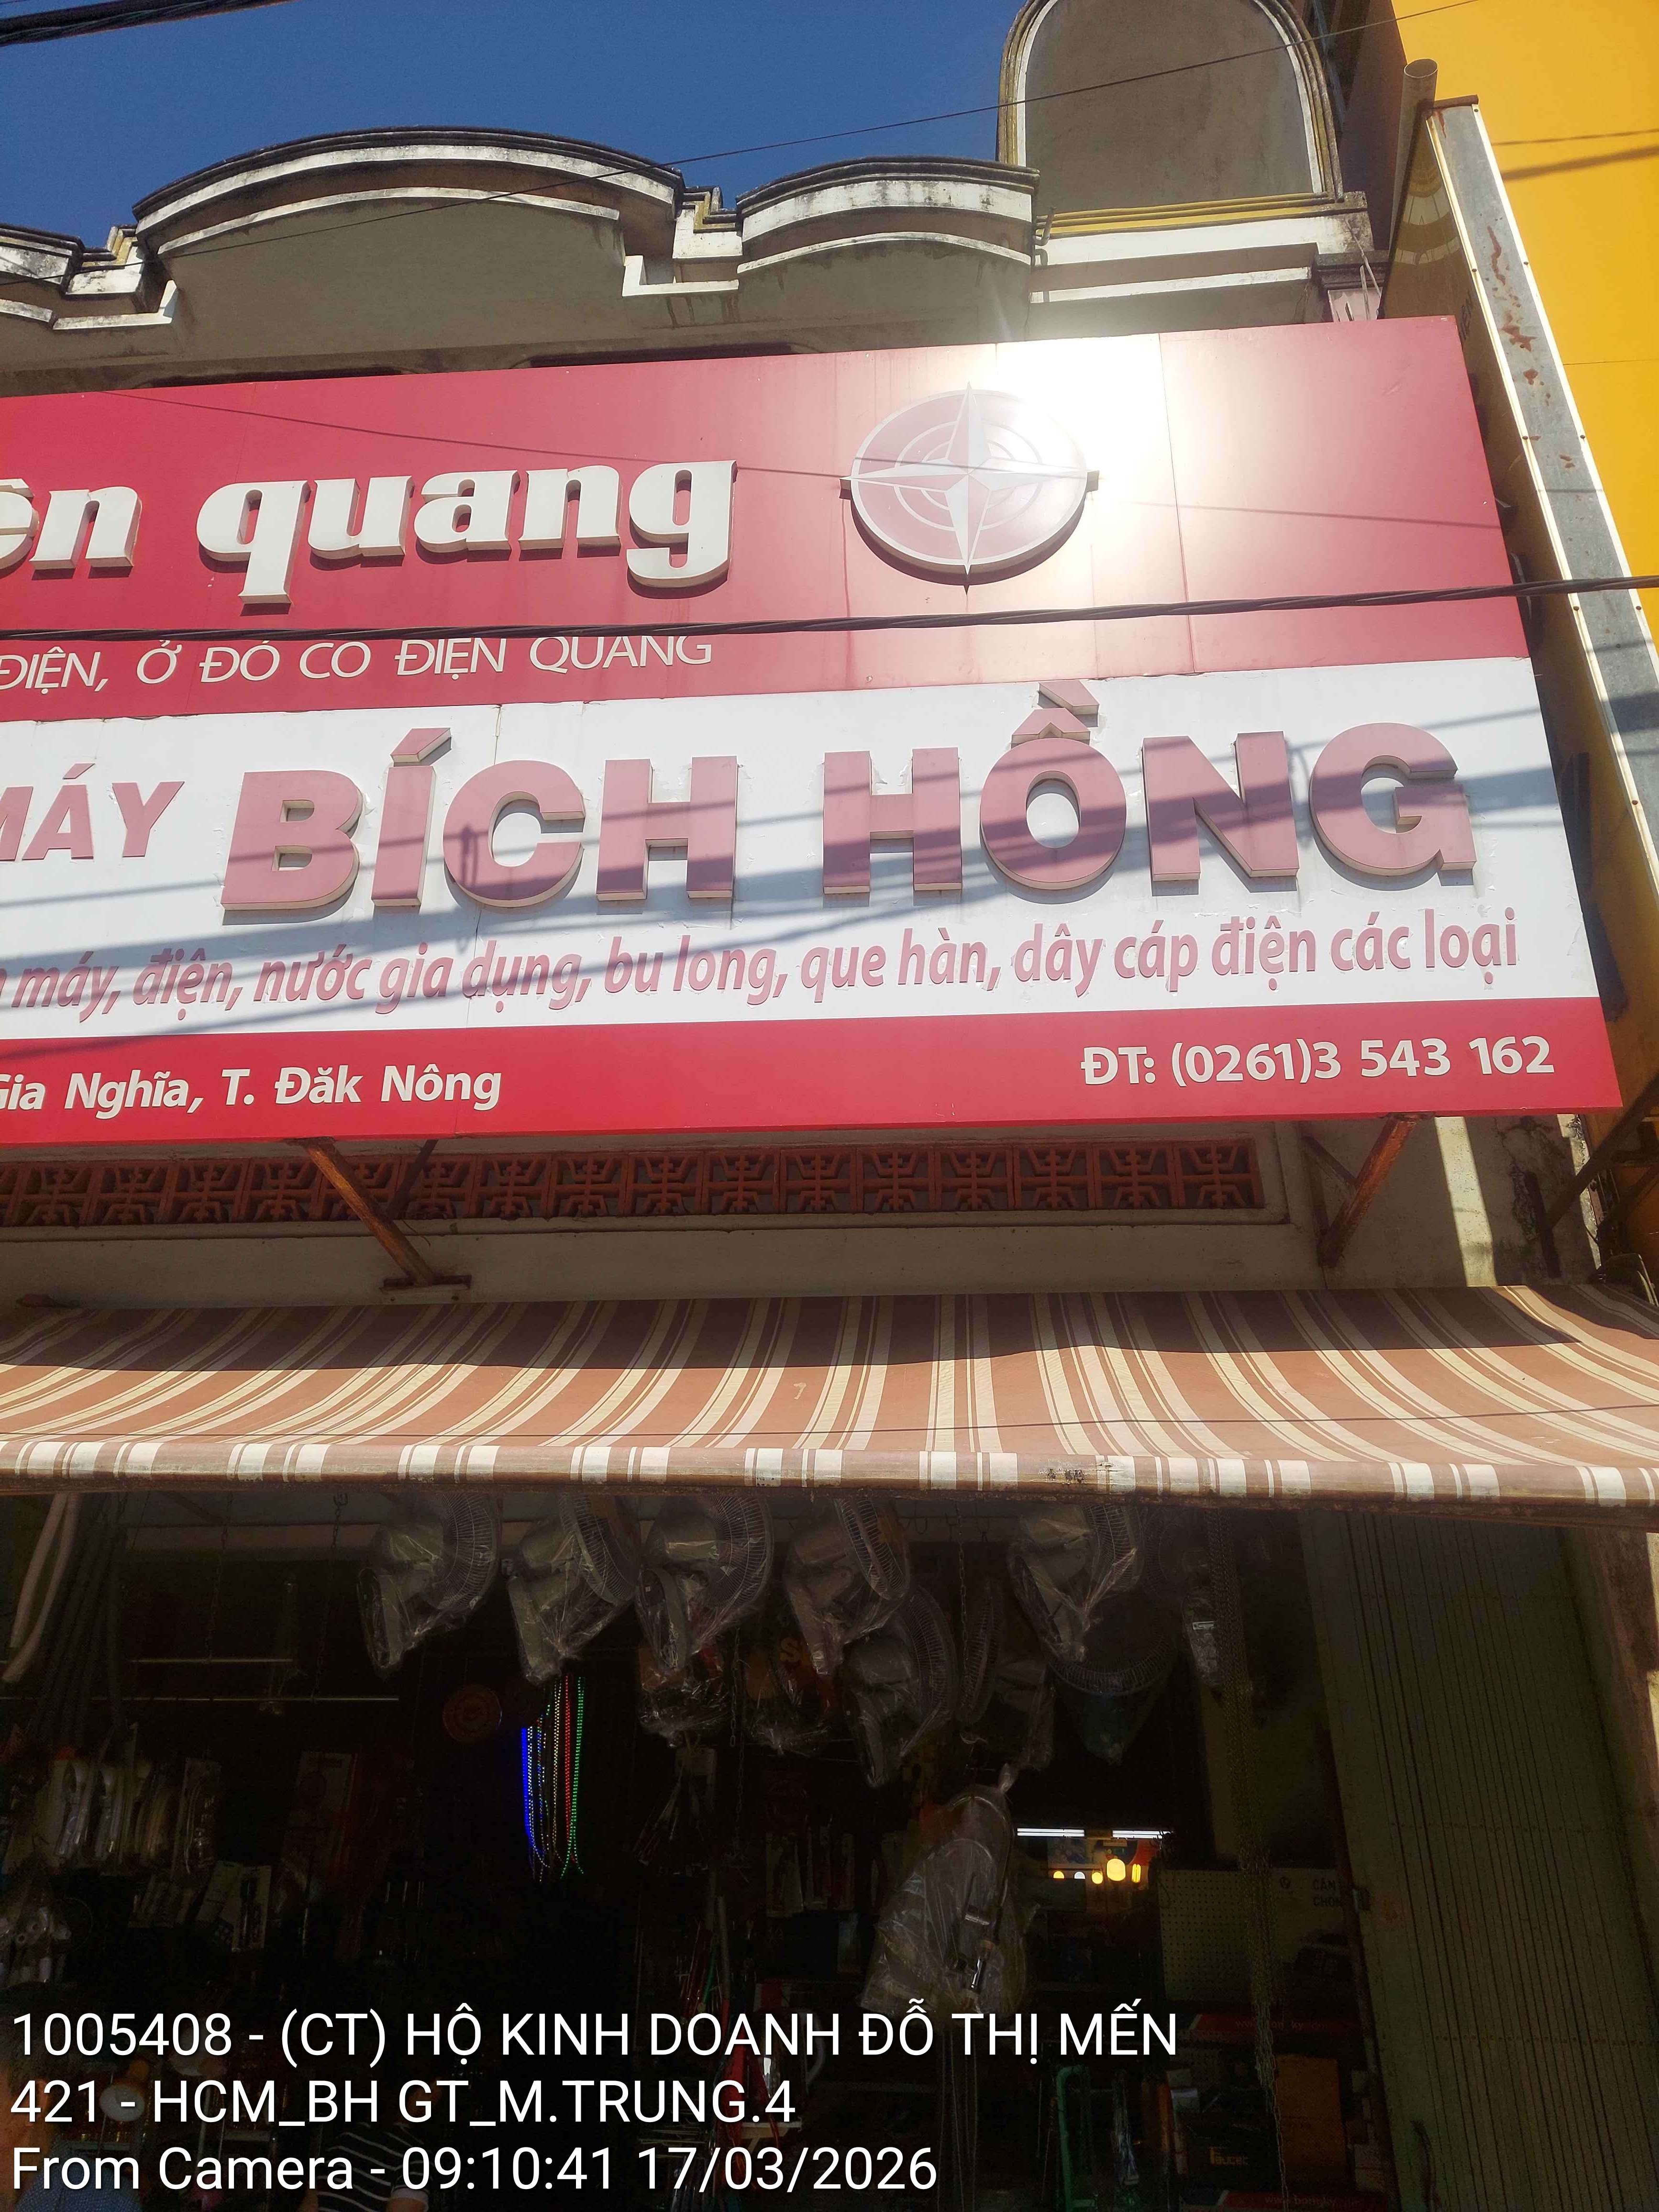 ện quang
ĐIỆN, Ở ĐÓ CÓ ĐIỆN QUANG
MÁY BÍCH HỒNG
máy, điện, nước gia dụng, bu long, que hàn, dây cáp điện các loại
Gia Nghĩa, T. Đăk Nông
ĐT: (0261)3 543 162
1005408 - (CT) HỘ KINH DOANH ĐỖ THỊ MẾN
421 - HCM_BH GT_M.TRUNG.4
From Camera - 09:10:41 17/03/2026